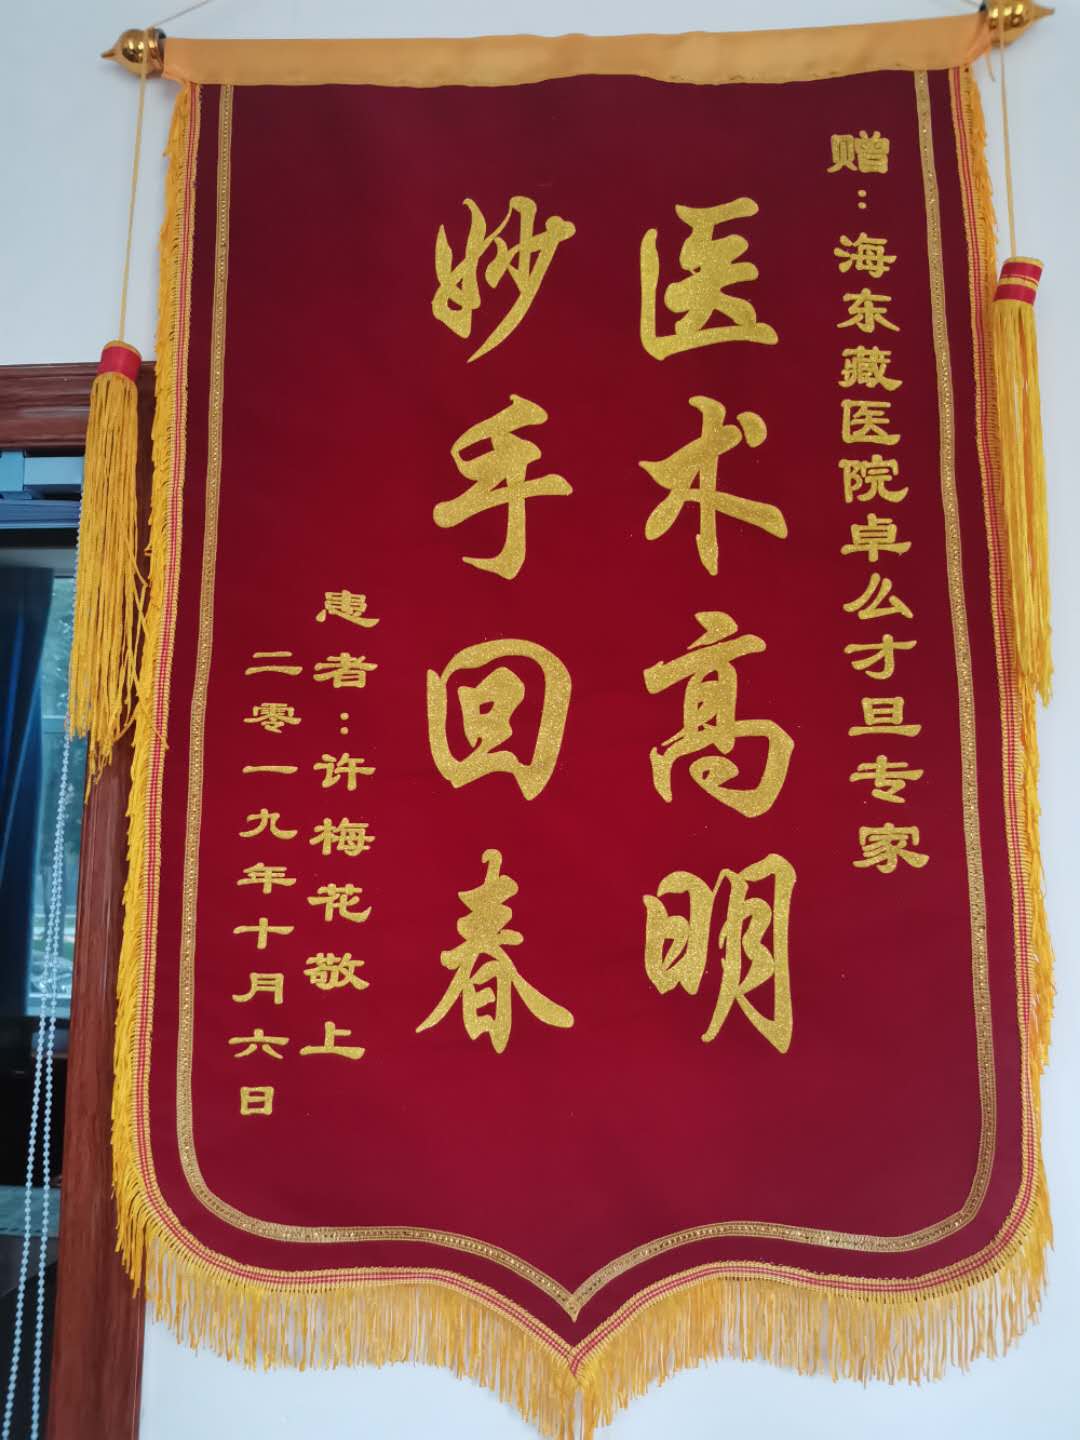 赠：海东藏医院卓么才旦专家
医术高明
妙手回春
患者：许梅花敬上
二零一九年十月六日